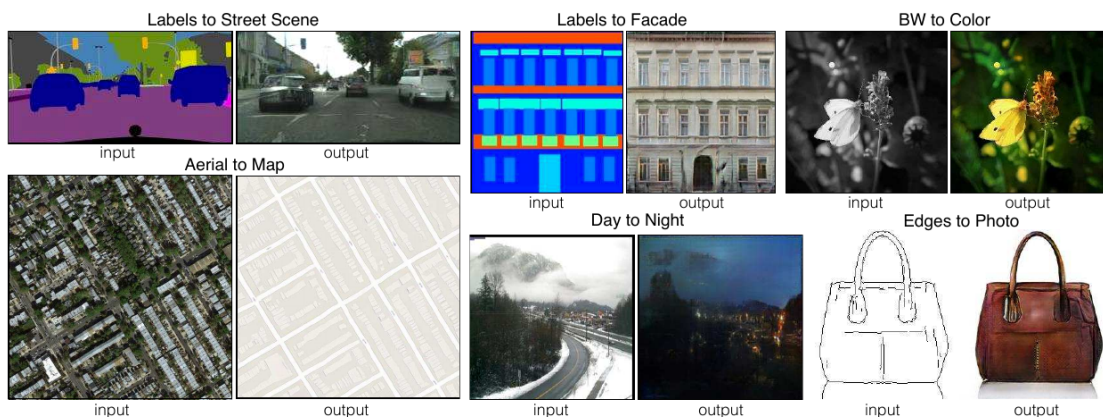 Labels to Street Scene
input
output
Labels to Facade
input
output
BW to Color
input
output
Aerial to Map
input
output
Day to Night
input
output
Edges to Photo
input
output